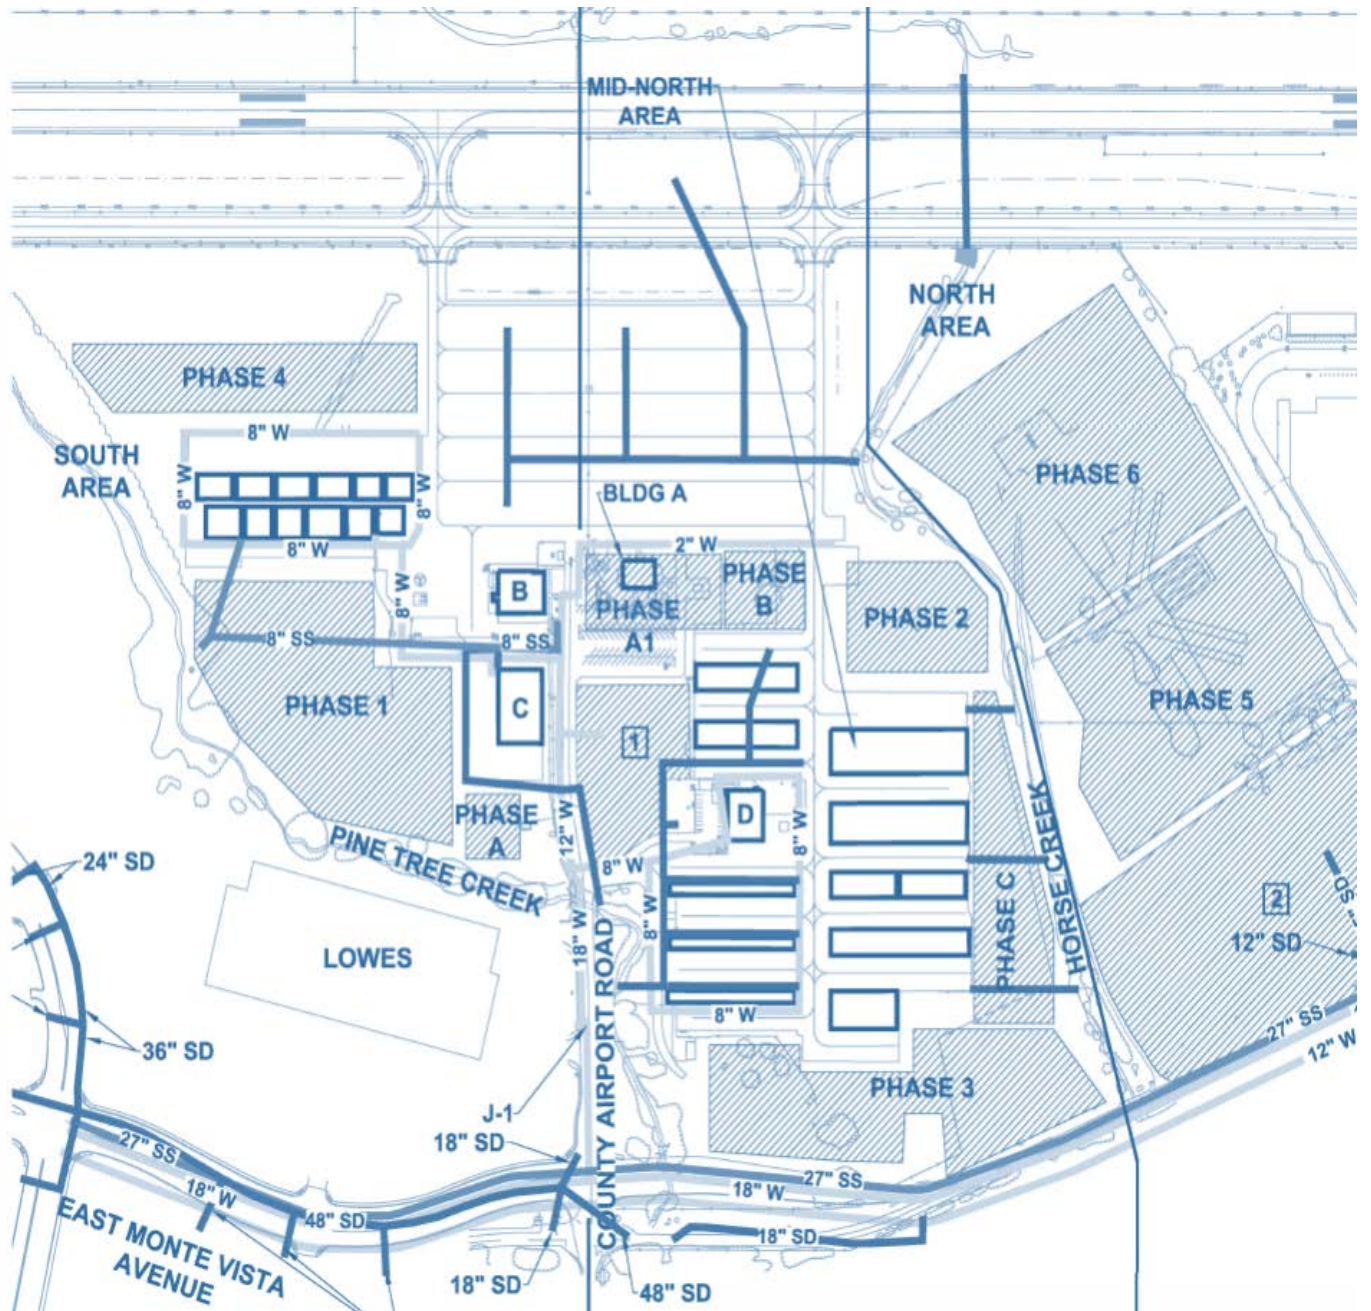 MID-NORTH
AREA
NORTH
AREA
PHASE 4
8" W
SOUTH
AREA
8" W
8" W
PHASE 6
BLDG A
8" W
2" W
B
PHASE
B
8" W
PHASE
A1
PHASE 2
8" SS
8" SS
PHASE 1
C
PHASE 5
1
PHASE
A
12" W
D
8" W
HORSE CREEK
PINE TREE CREEK
8" W
24" SD
8" W
PHASE C
2
" SD
12" SD
LOWES
18" W
COUNTY AIRPORT ROAD
8" W
27" SS
12" W
36" SD
PHASE 3
J-1
18" SD
27" SS
18" W
27" SS
18" W
48" SD
18" SD
EAST MONTE VISTA
AVENUE
18" SD
48" SD